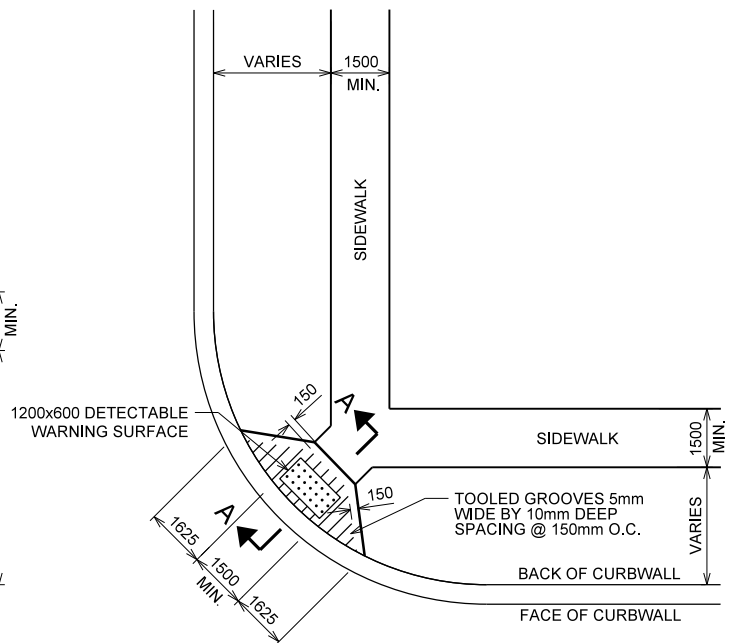 VARIES
1500
MIN.
SIDEWALK
MIN.
150
A
1200x600 DETECTABLE
WARNING SURFACE
SIDEWALK
1500
MIN.
150
TOOLED GROOVES 5mm
WIDE BY 10mm DEEP
SPACING @ 150mm O.C.
A
VARIES
1625
1500
MIN.
1625
BACK OF CURBWALL
FACE OF CURBWALL